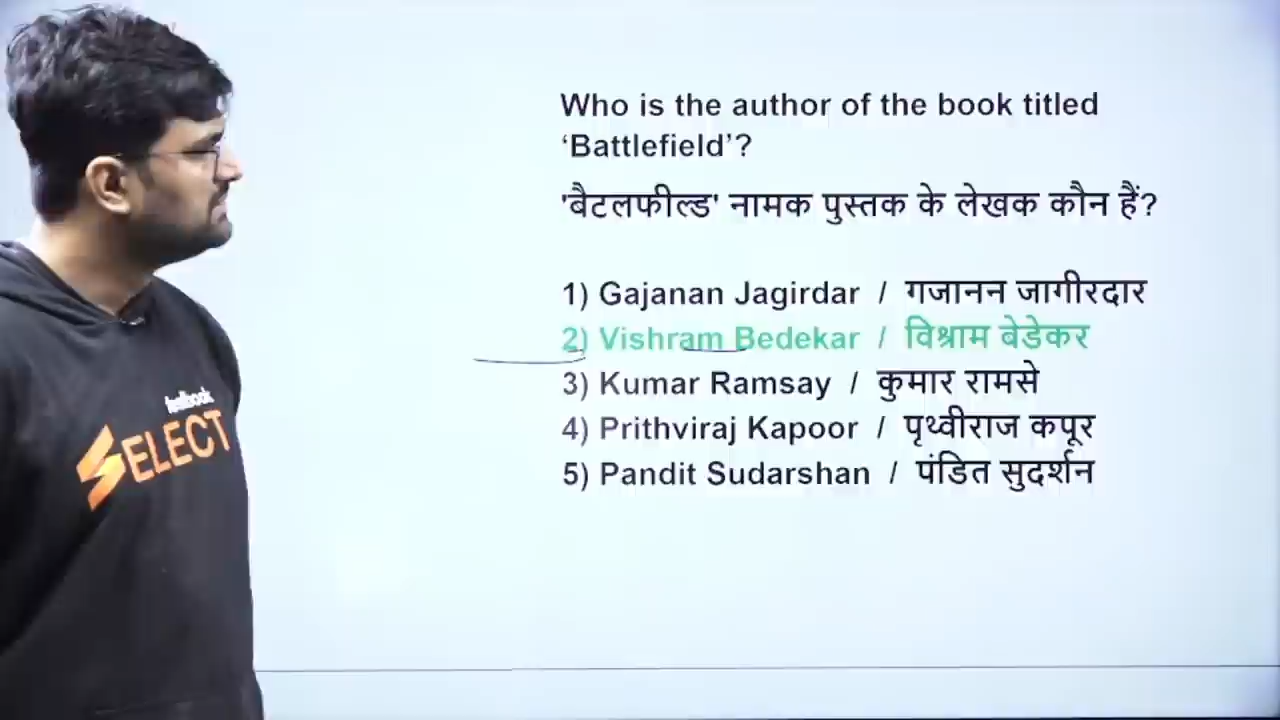 Who is the author of the book titled
‘Battlefield’?
'बैटलफील्ड' नामक पुस्तक के लेखक कौन हैं?
1) Gajanan Jagirdar / गजानन जागीरदार
2) Vishram Bedekar / विश्राम बेडेकर
3) Kumar Ramsay / कुमार रामसे
4) Prithviraj Kapoor / पृथ्वीराज कपूर
5) Pandit Sudarshan / पंडित सुदर्शन
testbook
SELECT